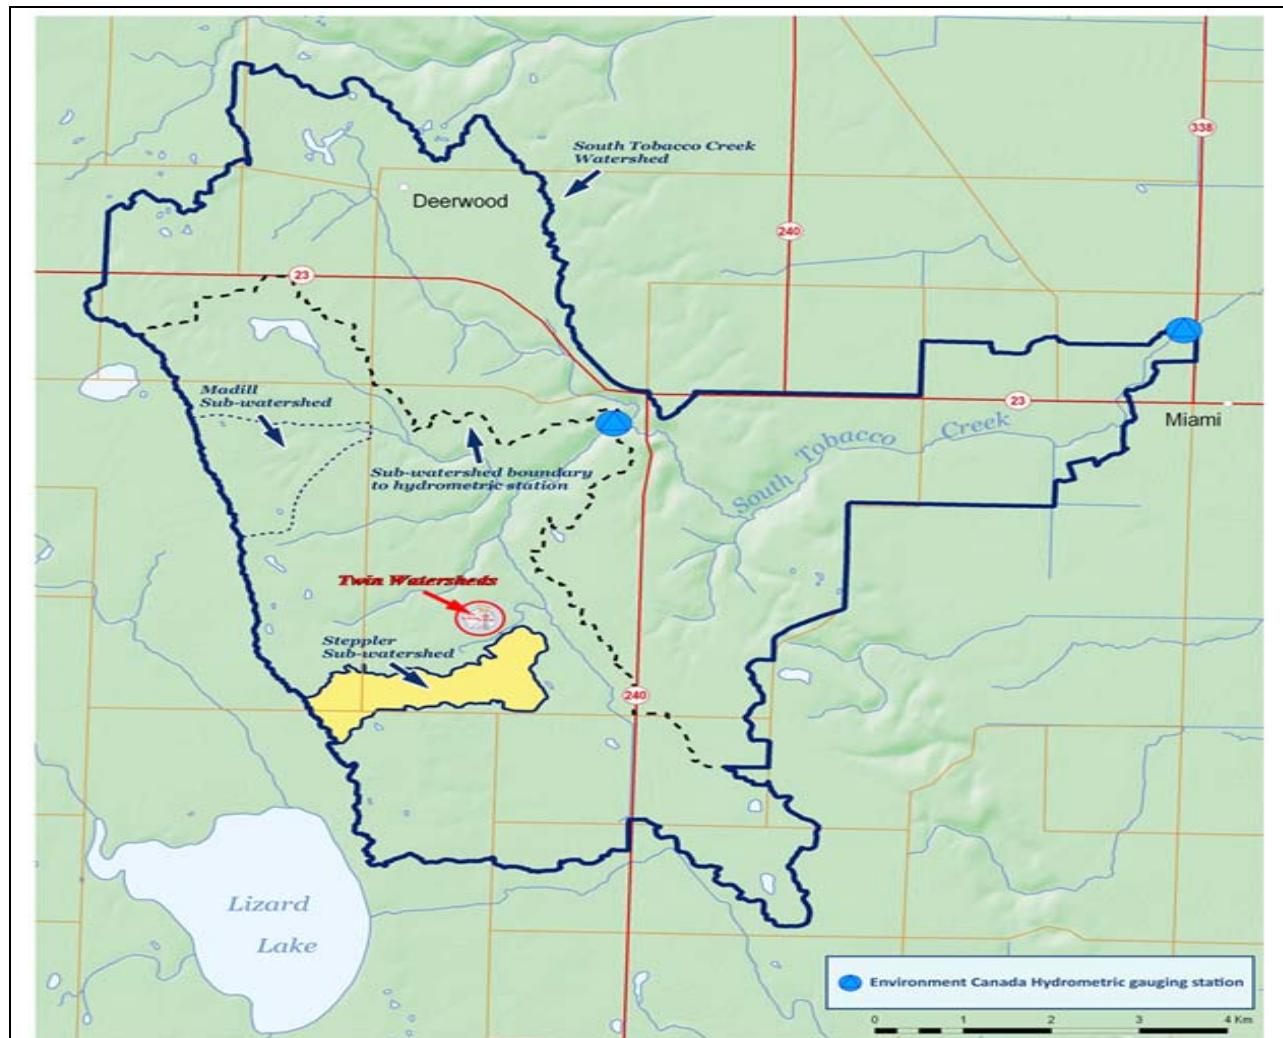 South Tobacco Creek
Watershed
338
Deerwood
240
23
Madill
Sub-watershed
23
Miami
South Tobacco Creek
Sub-watershed boundary
to hydrometric station
Twin Watersheds
Steppler
Sub-watershed
240
Lizard
Lake
Environment Canada Hydrometric gauging station
0 1 2 3 4 Km